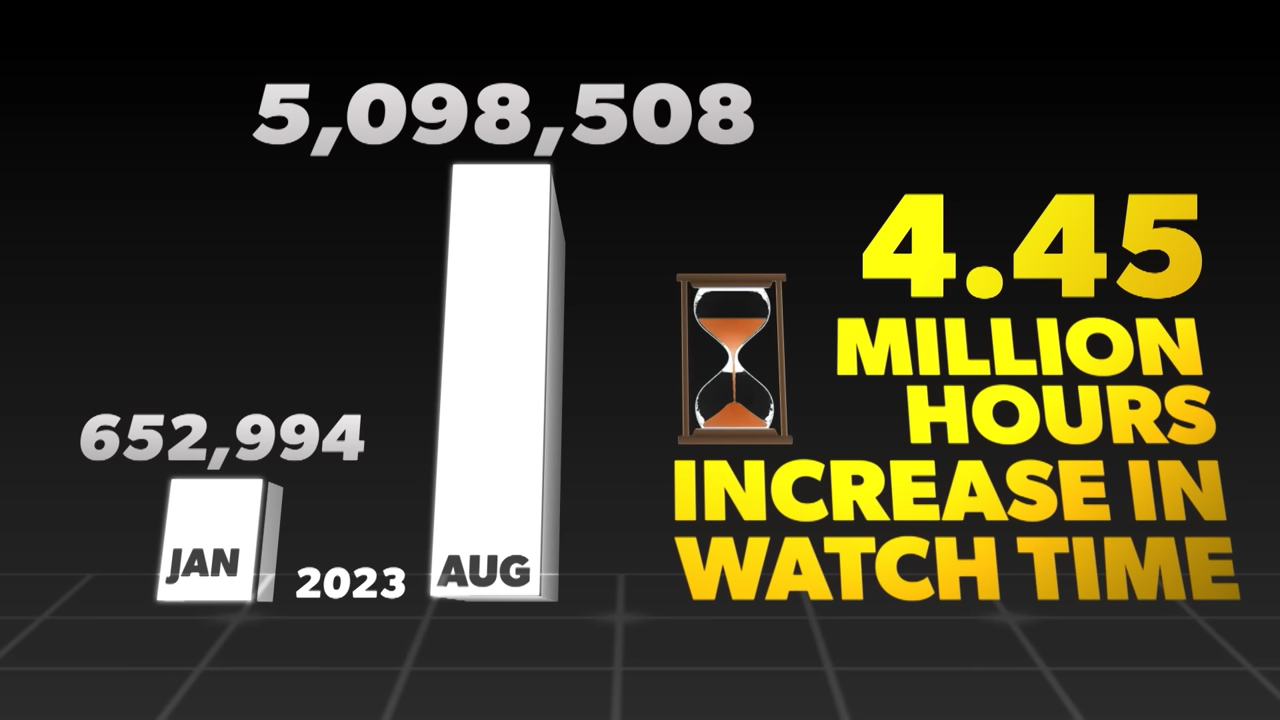 5,098,508
652,994
JAN
2023
AUG
4.45
MILLION
HOURS
INCREASE IN
WATCH TIME